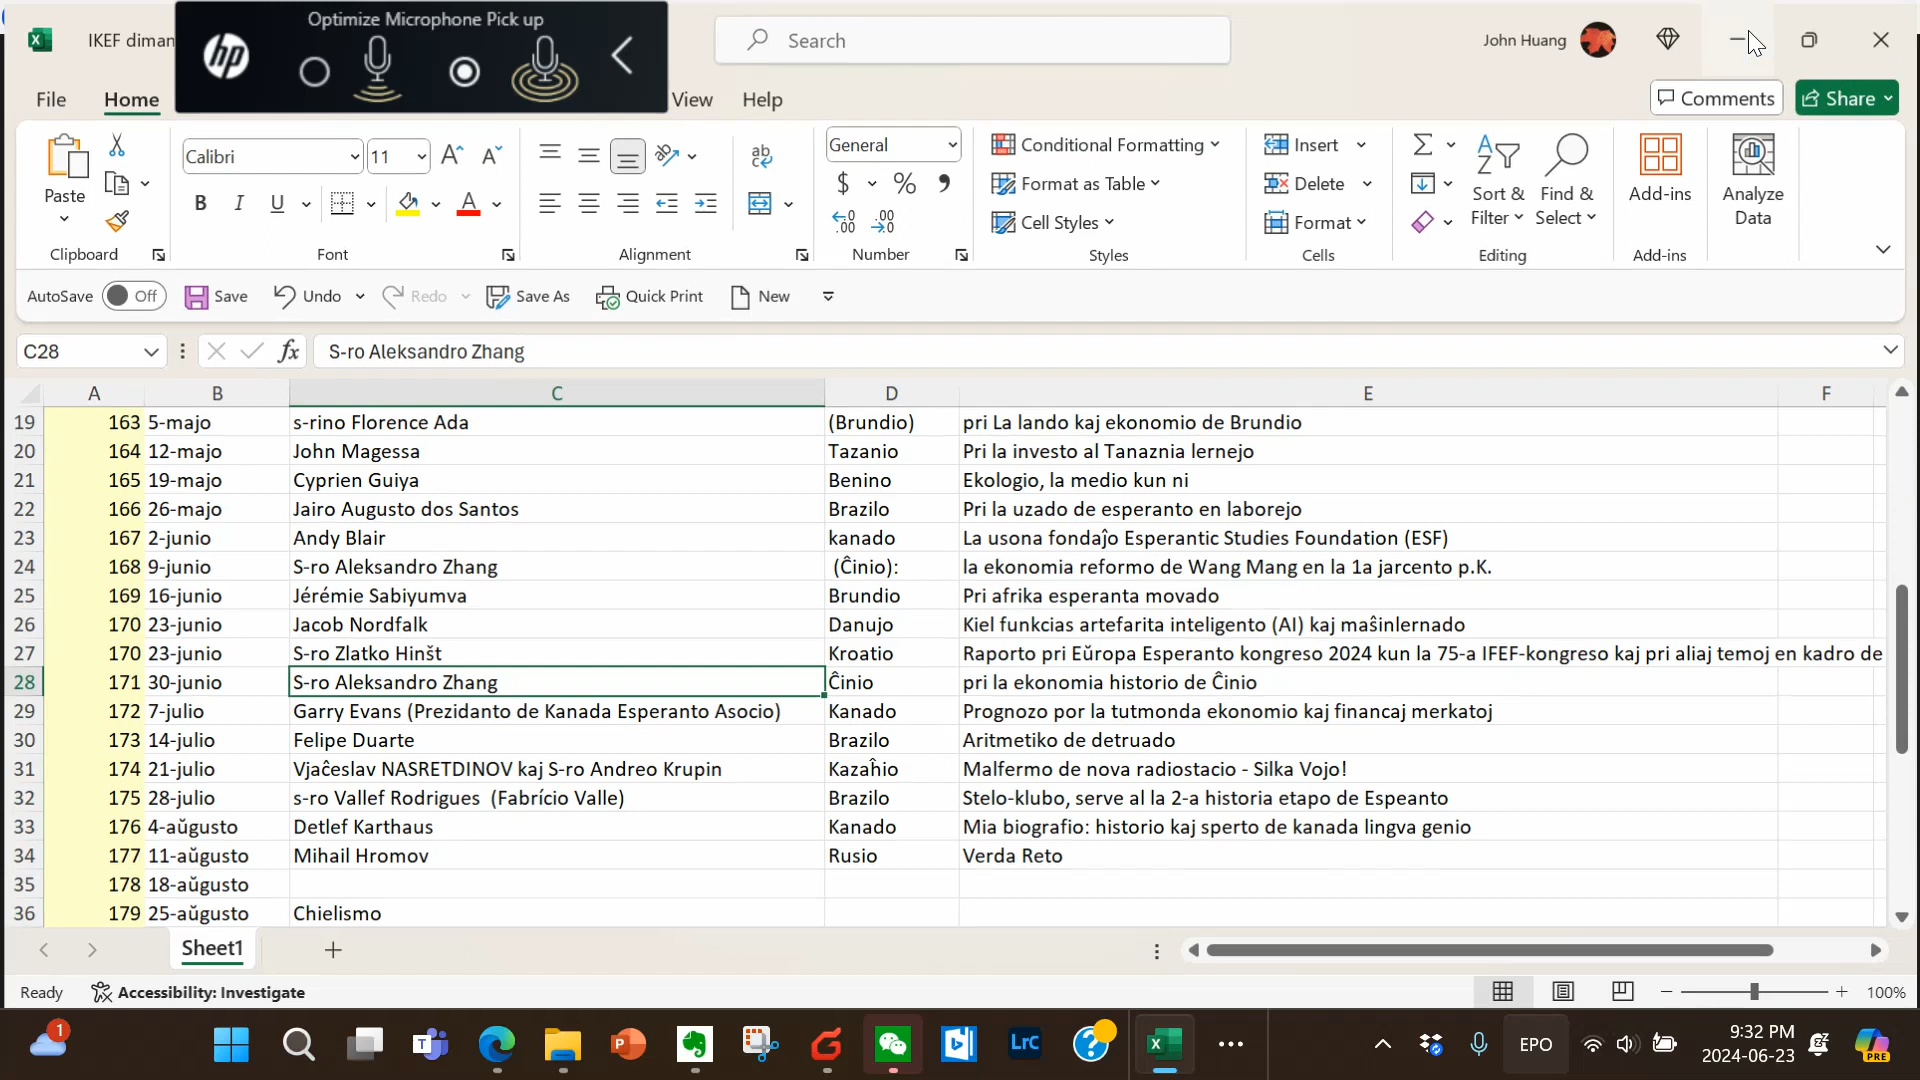 Optimize Microphone Pick up
hp
IKEF diman
Search
John Huang
File Home View Help
Comments Share
Paste
Calibri 11
General
Conditional Formatting
Format as Table
Cell Styles
Insert
Delete
Format
Sort & Filter
Find & Select
Add-ins
Analyze Data
Clipboard Font Alignment Number Styles Cells Editing Add-ins
AutoSave Off Save Undo Redo Save As Quick Print New
C28 fx S-ro Aleksandro Zhang
A B C D E F
19 163 5-majo s-rino Florence Ada (Brundio) pri La lando kaj ekonomio de Brundio
20 164 12-majo John Magessa Tazanio Pri la investo al Tanaznia lernejo
21 165 19-majo Cyprien Guiya Benino Ekologio, la medio kun ni
22 166 26-majo Jairo Augusto dos Santos Brazilo Pri la uzado de esperanto en laborejo
23 167 2-junio Andy Blair kanado La usona fondaĵo Esperantic Studies Foundation (ESF)
24 168 9-junio S-ro Aleksandro Zhang (Ĉinio): la ekonomia reformo de Wang Mang en la 1a jarcento p.K.
25 169 16-junio Jérémie Sabiyumva Brundio Pri afrika esperanta movado
26 170 23-junio Jacob Nordfalk Danujo Kiel funkcias artefarita inteligento (AI) kaj maŝinlernado
27 170 23-junio S-ro Zlatko Hinšt Kroatio Raporto pri Eŭropa Esperanto kongreso 2024 kun la 75-a IFEF-kongreso kaj pri aliaj temoj en kadro de
28 171 30-junio S-ro Aleksandro Zhang Ĉinio pri la ekonomia historio de Ĉinio
29 172 7-julio Garry Evans (Prezidanto de Kanada Esperanto Asocio) Kanado Prognozo por la tutmonda ekonomio kaj financaj merkatoj
30 173 14-julio Felipe Duarte Brazilo Aritmetiko de detruado
31 174 21-julio Vjaĉeslav NASRETDINOV kaj S-ro Andreo Krupin Kazaĥio Malfermo de nova radiostacio - Silka Vojo!
32 175 28-julio s-ro Vallef Rodrigues (Fabrício Valle) Brazilo Stelo-klubo, serve al la 2-a historia etapo de Espeanto
33 176 4-aŭgusto Detlef Karthaus Kanado Mia biografio: historio kaj sperto de kanada lingva genio
34 177 11-aŭgusto Mihail Hromov Rusio Verda Reto
35 178 18-aŭgusto
36 179 25-aŭgusto Chielismo
Sheet1
Ready Accessibility: Investigate 100%
1 LrC EPO 9:32 PM
2024-06-23 PRE